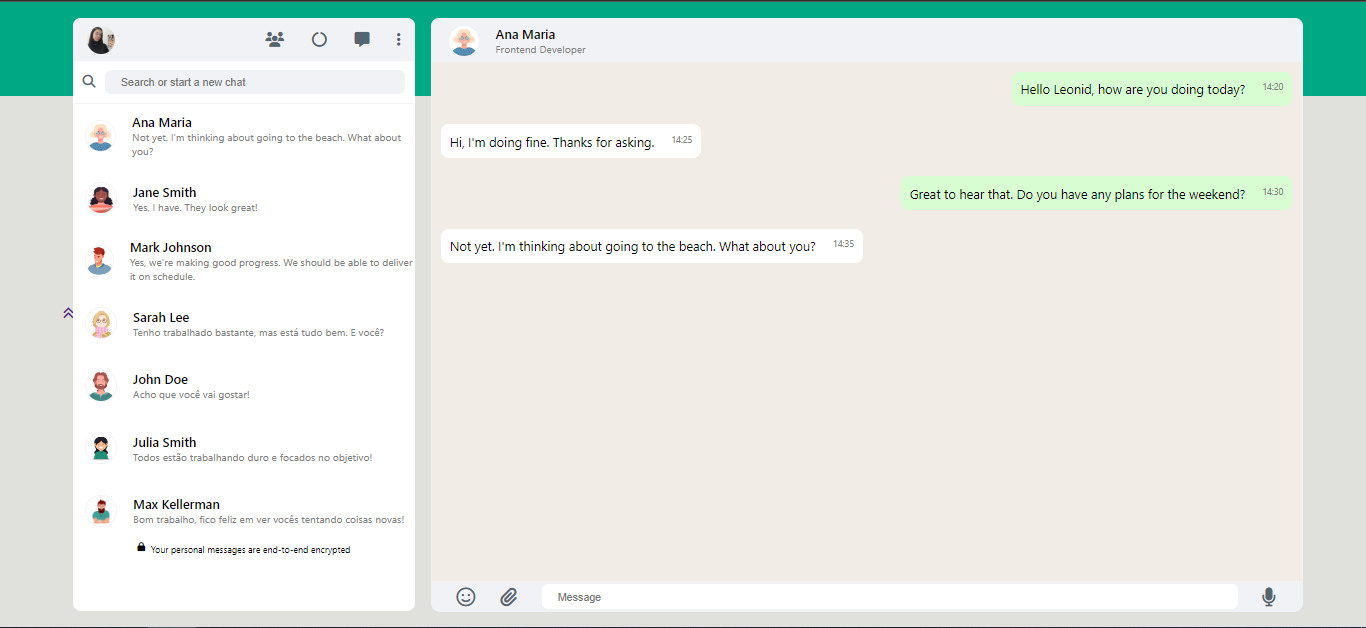 Search or start a new chat
Ana Maria
Not yet. I'm thinking about going to the beach. What about
you?
Jane Smith
Yes, I have. They look great!
Mark Johnson
Yes, we're making good progress. We should be able to deliver
it on schedule.
Sarah Lee
Tenho trabalhado bastante, mas está tudo bem. E você?
John Doe
Acho que você vai gostar!
Julia Smith
Todos estão trabalhando duro e focados no objetivo!
Max Kellerman
Bom trabalho, fico feliz em ver vocês tentando coisas novas!
Your personal messages are end-to-end encrypted
Ana Maria
Frontend Developer
Hello Leonid, how are you doing today? 14:20
Hi, I'm doing fine. Thanks for asking. 14:25
Great to hear that. Do you have any plans for the weekend? 14:30
Not yet. I'm thinking about going to the beach. What about you? 14:35
Message